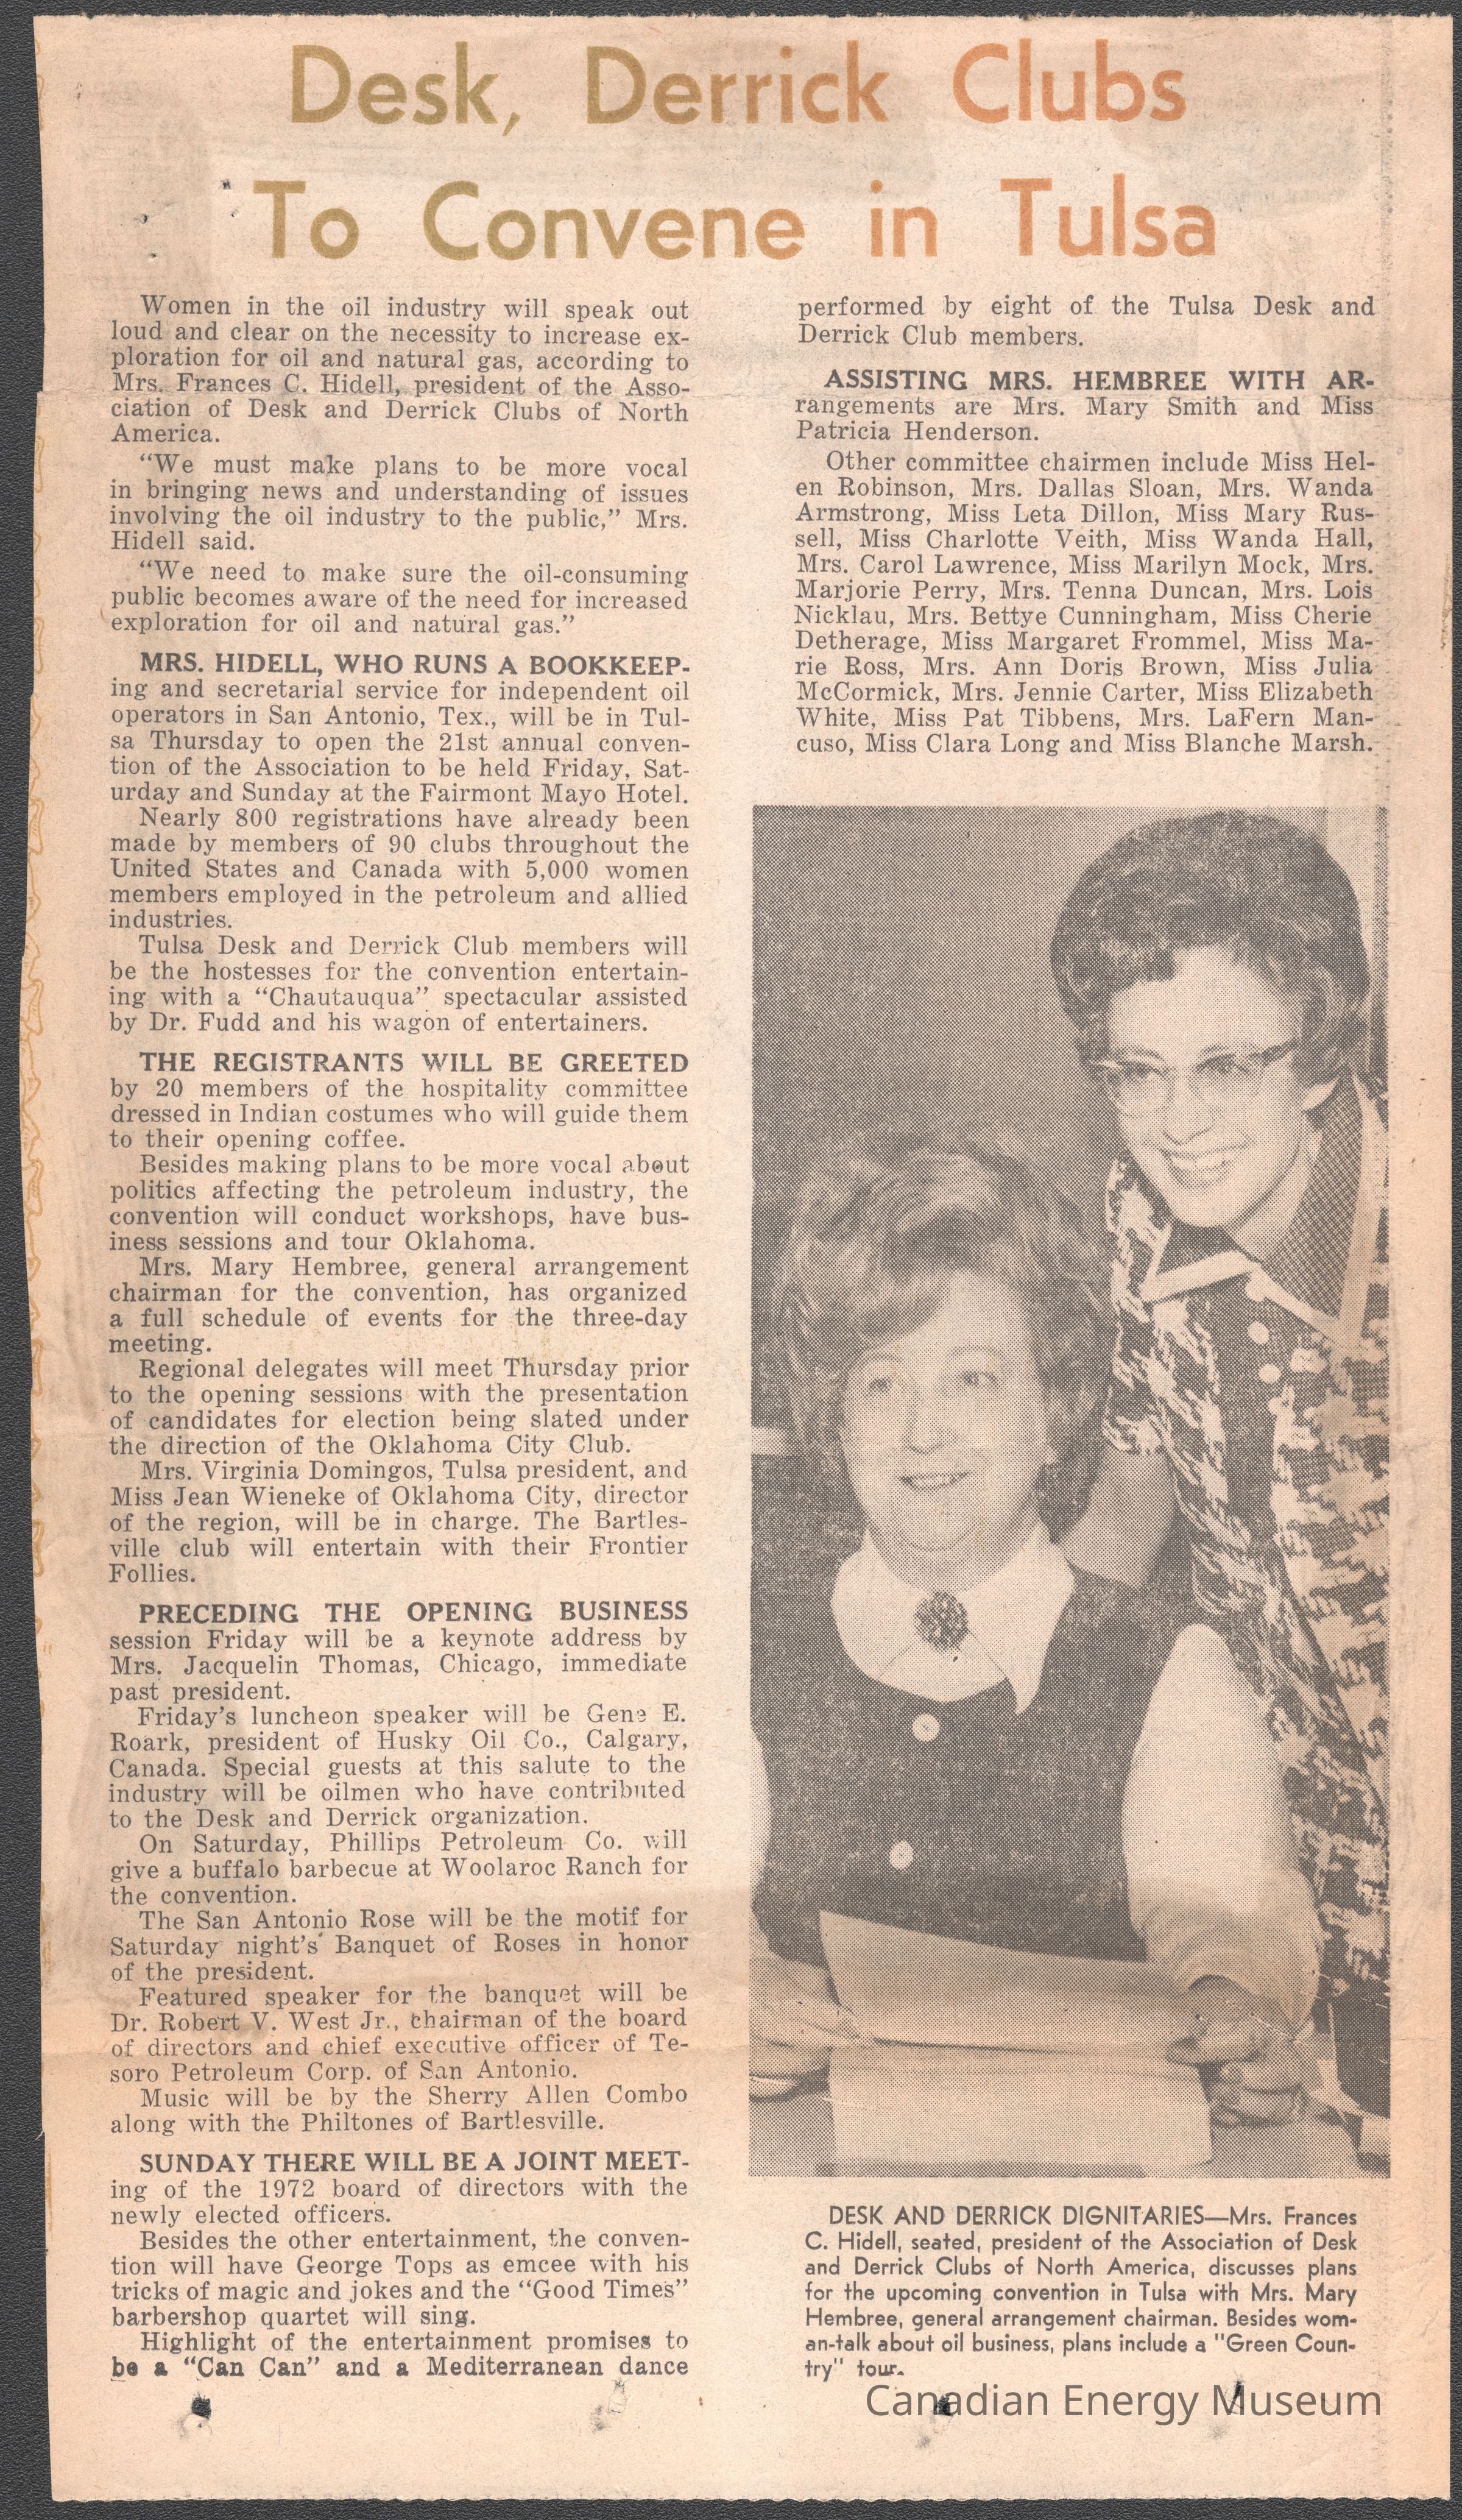 Desk, Derrick Clubs
To Convene in Tulsa
Women in the oil industry will speak out
loud and clear on the necessity to increase ex-
ploration for oil and natural gas, according to
Mrs. Frances C. Hidell, president of the Asso-
ciation of Desk and Derrick Clubs of North
America.
“We must make plans to be more vocal
in bringing news and understanding of issues
involving the oil industry to the public,” Mrs.
Hidell said.
“We need to make sure the oil-consuming
public becomes aware of the need for increased
exploration for oil and natural gas.”
MRS. HIDELL, WHO RUNS A BOOKKEEP-
ing and secretarial service for independent oil
operators in San Antonio, Tex., will be in Tul-
sa Thursday to open the 21st annual conven-
tion of the Association to be held Friday, Sat-
urday and Sunday at the Fairmont Mayo Hotel.
Nearly 800 registrations have already been
made by members of 90 clubs throughout the
United States and Canada with 5,000 women
members employed in the petroleum and allied
industries.
Tulsa Desk and Derrick Club members will
be the hostesses for the convention entertain-
ing with a “Chautauqua” spectacular assisted
by Dr. Fudd and his wagon of entertainers.
THE REGISTRANTS WILL BE GREETED
by 20 members of the hospitality committee
dressed in Indian costumes who will guide them
to their opening coffee.
Besides making plans to be more vocal about
politics affecting the petroleum industry, the
convention will conduct workshops, have bus-
iness sessions and tour Oklahoma.
Mrs. Mary Hembree, general arrangement
chairman for the convention, has organized
a full schedule of events for the three-day
meeting.
Regional delegates will meet Thursday prior
to the opening sessions with the presentation
of candidates for election being slated under
the direction of the Oklahoma City Club.
Mrs. Virginia Domingos, Tulsa president, and
Miss Jean Wieneke of Oklahoma City, director
of the region, will be in charge. The Bartles-
ville club will entertain with their Frontier
Follies.
PRECEDING THE OPENING BUSINESS
session Friday will be a keynote address by
Mrs. Jacquelin Thomas, Chicago, immediate
past president.
Friday’s luncheon speaker will be Gene E.
Roark, president of Husky Oil Co., Calgary,
Canada. Special guests at this salute to the
industry will be oilmen who have contributed
to the Desk and Derrick organization.
On Saturday, Phillips Petroleum Co. will
give a buffalo barbecue at Woolaroc Ranch for
the convention.
The San Antonio Rose will be the motif for
Saturday night’s Banquet of Roses in honor
of the president.
Featured speaker for the banquet will be
Dr. Robert V. West Jr., chairman of the board
of directors and chief executive officer of Te-
soro Petroleum Corp. of San Antonio.
Music will be by the Sherry Allen Combo
along with the Philtones of Bartlesville.
SUNDAY THERE WILL BE A JOINT MEET-
ing of the 1972 board of directors with the
newly elected officers.
Besides the other entertainment, the conven-
tion will have George Tops as emcee with his
tricks of magic and jokes and the “Good Times”
barbershop quartet will sing.
Highlight of the entertainment promises to
be a “Can Can” and a Mediterranean dance
performed by eight of the Tulsa Desk and
Derrick Club members.
ASSISTING MRS. HEMBREE WITH AR-
rangements are Mrs. Mary Smith and Miss
Patricia Henderson.
Other committee chairmen include Miss Hel-
en Robinson, Mrs. Dallas Sloan, Mrs. Wanda
Armstrong, Miss Leta Dillon, Miss Mary Rus-
sell, Miss Charlotte Veith, Miss Wanda Hall,
Mrs. Carol Lawrence, Miss Marilyn Mock, Mrs.
Marjorie Perry, Mrs. Tenna Duncan, Mrs. Lois
Nicklau, Mrs. Bettye Cunningham, Miss Cherie
Detherage, Miss Margaret Frommel, Miss Ma-
rie Ross, Mrs. Ann Doris Brown, Miss Julia
McCormick, Mrs. Jennie Carter, Miss Elizabeth
White, Miss Pat Tibbens, Mrs. LaFern Man-
cuso, Miss Clara Long and Miss Blanche Marsh.
DESK AND DERRICK DIGNITARIES—Mrs. Frances
C. Hidell, seated, president of the Association of Desk
and Derrick Clubs of North America, discusses plans
for the upcoming convention in Tulsa with Mrs. Mary
Hembree, general arrangement chairman. Besides wom-
an-talk about oil business, plans include a "Green Coun-
try" tour.
Canadian Energy Museum